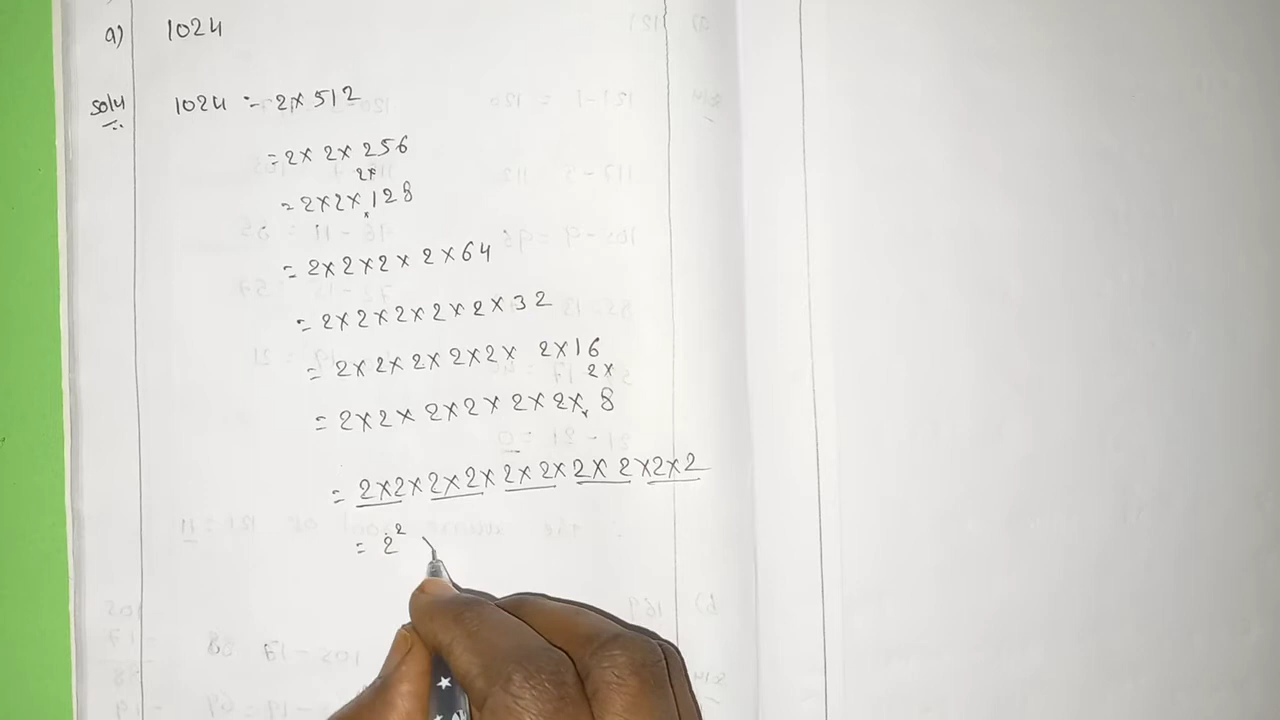 a) 1024
Soln 1024 = 2 × 512
= 2 × 2 × 256
2×
= 2 × 2 × 128
= 2 × 2 × 2 × 2 × 64
= 2 × 2 × 2 × 2 × 2 × 32
= 2 × 2 × 2 × 2 × 2 × 2 × 16
2×
= 2 × 2 × 2 × 2 × 2 × 2 × 8
= 2 × 2 × 2 × 2 × 2 × 2 × 2 × 2 × 2 × 2
= 2²